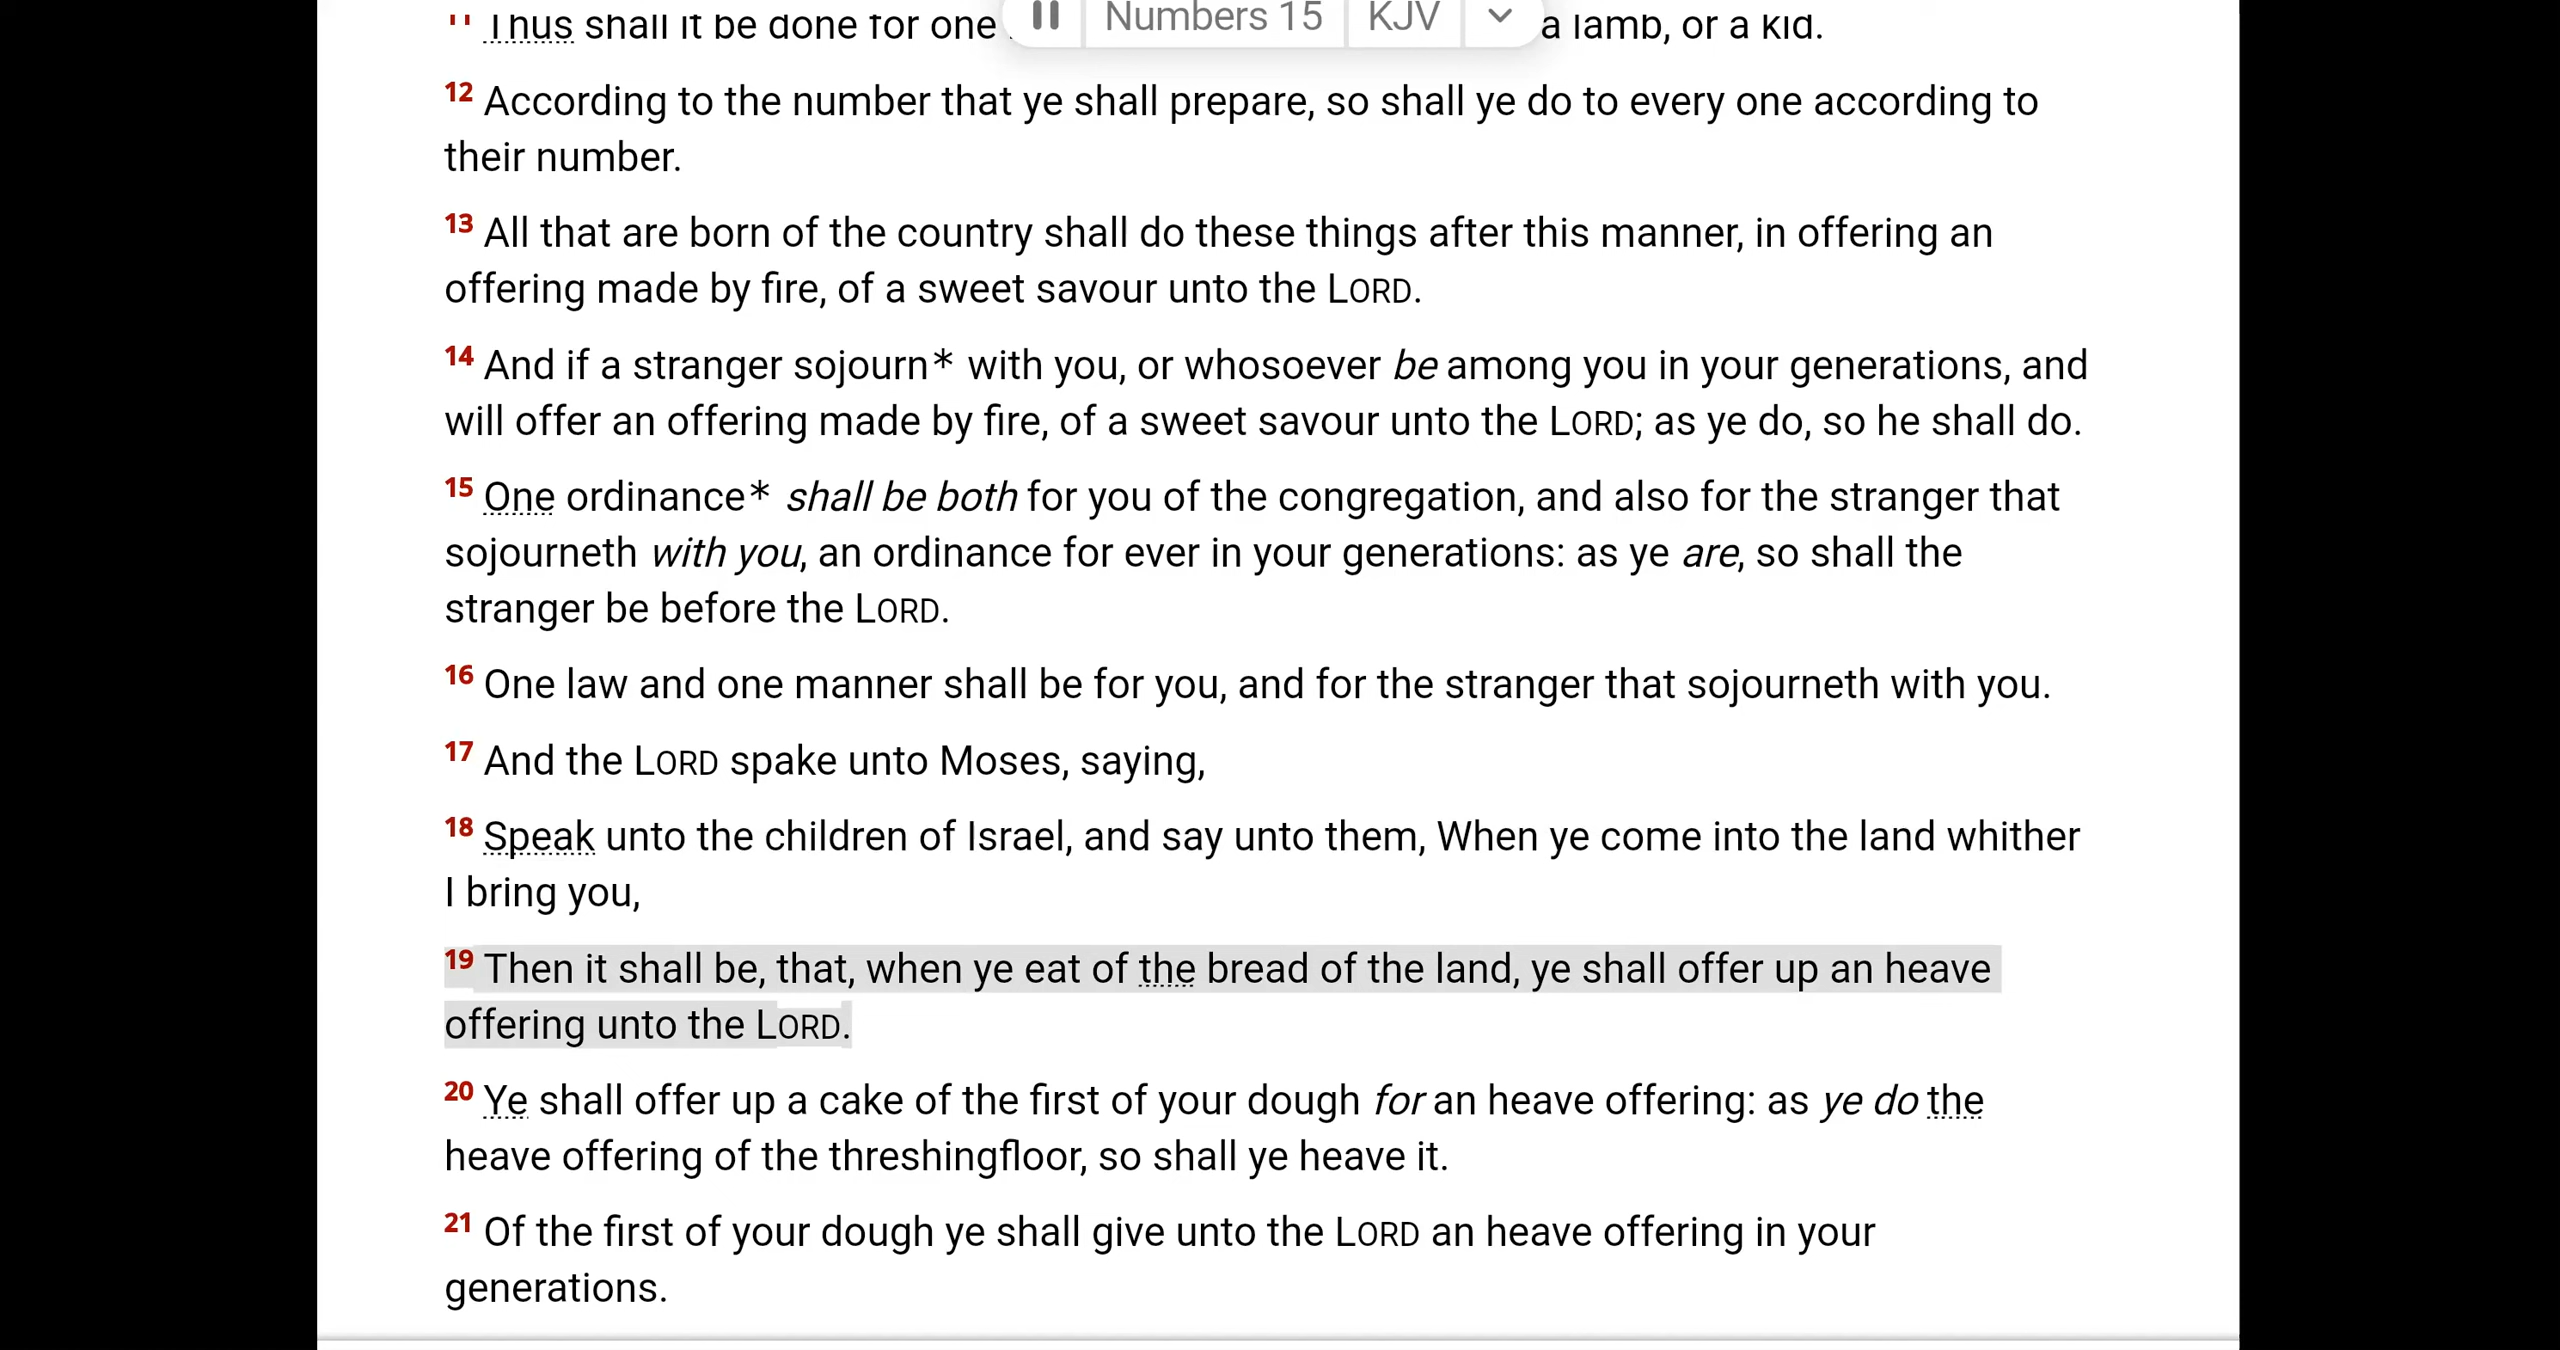 11 Thus shall it be done for one
Numbers 15
KJV
a lamb, or a kid.
12 According to the number that ye shall prepare, so shall ye do to every one according to
their number.
13 All that are born of the country shall do these things after this manner, in offering an
offering made by fire, of a sweet savour unto the LORD.
14 And if a stranger sojourn* with you, or whosoever be among you in your generations, and
will offer an offering made by fire, of a sweet savour unto the LORD; as ye do, so he shall do.
15 One ordinance* shall be both for you of the congregation, and also for the stranger that
sojourneth with you, an ordinance for ever in your generations: as ye are, so shall the
stranger be before the LORD.
16 One law and one manner shall be for you, and for the stranger that sojourneth with you.
17 And the LORD spake unto Moses, saying,
18 Speak unto the children of Israel, and say unto them, When ye come into the land whither
I bring you,
19 Then it shall be, that, when ye eat of the bread of the land, ye shall offer up an heave
offering unto the LORD.
20 Ye shall offer up a cake of the first of your dough for an heave offering: as ye do the
heave offering of the threshingfloor, so shall ye heave it.
21 Of the first of your dough ye shall give unto the LORD an heave offering in your
generations.